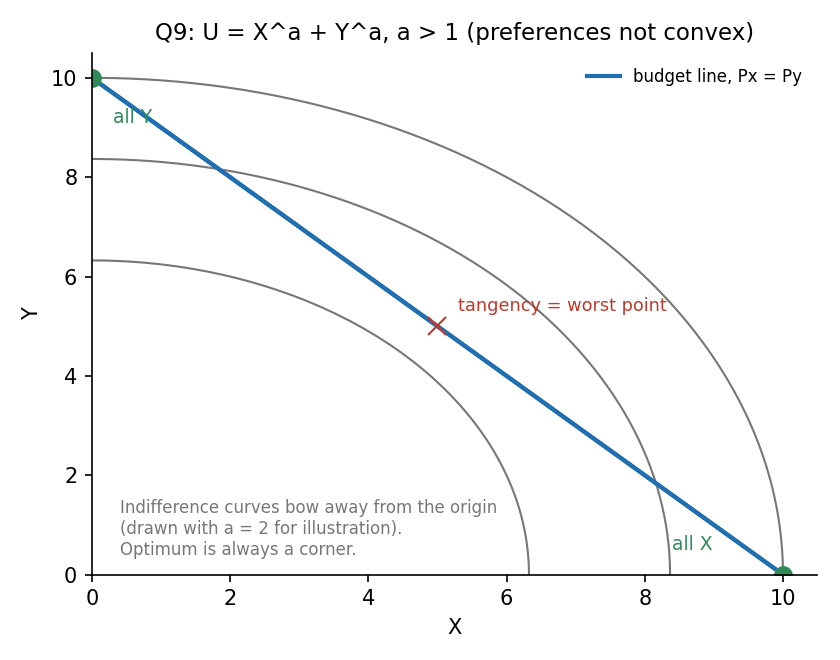 Q9: U = X^a + Y^a, a > 1 (preferences not convex)
budget line, Px = Py
10
all Y
8
6
tangency = worst point
Y
4
2
Indifference curves bow away from the origin
(drawn with a = 2 for illustration).
Optimum is always a corner.
all X
0
0 2 4 6 8 10
X